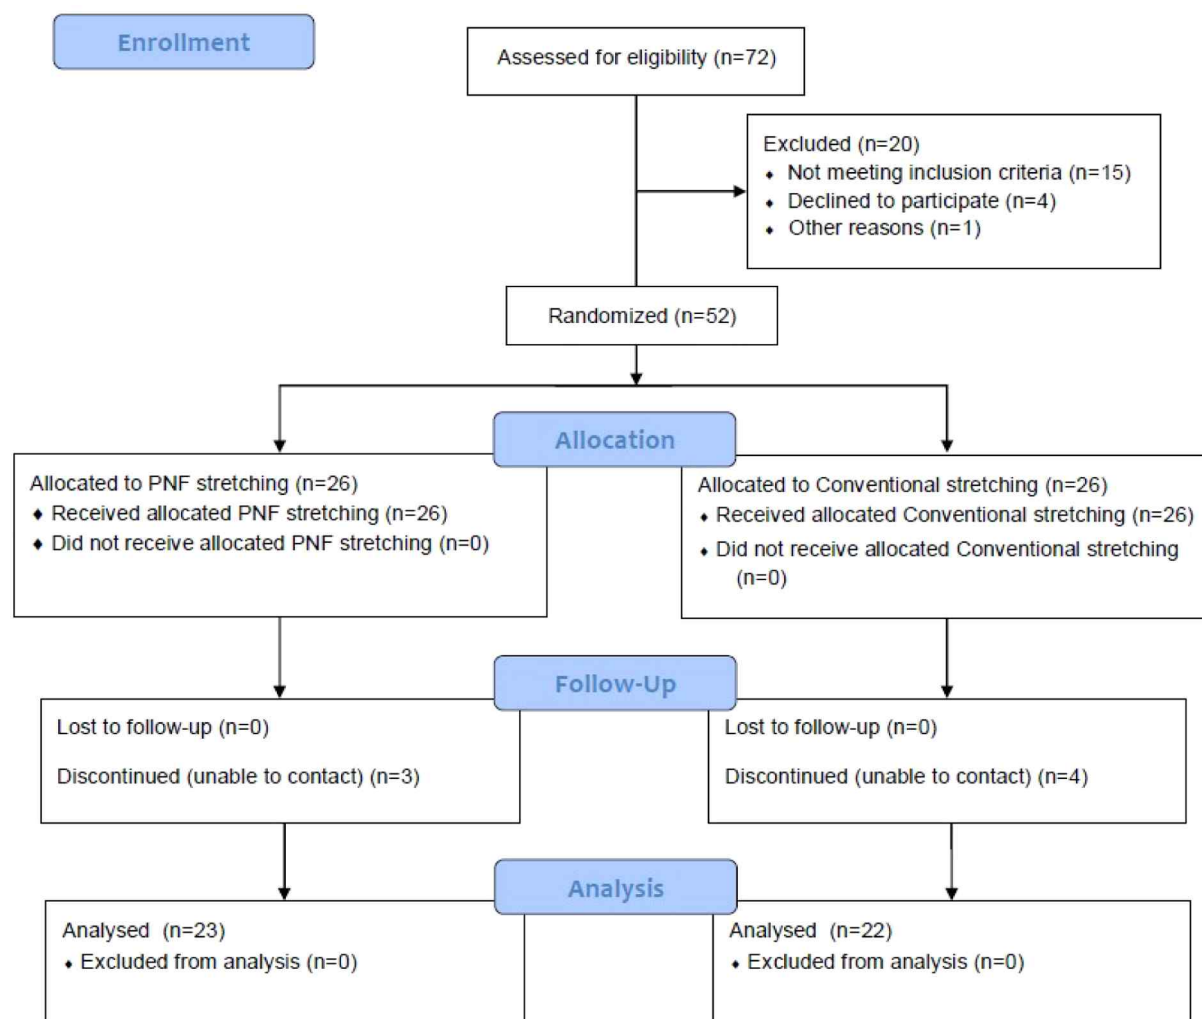 Enrollment
Assessed for eligibility (n=72)
Excluded (n=20)
⬧ Not meeting inclusion criteria (n=15)
⬧ Declined to participate (n=4)
⬧ Other reasons (n=1)
Randomized (n=52)
Allocation
Allocated to PNF stretching (n=26)
⬧ Received allocated PNF stretching (n=26)
⬧ Did not receive allocated PNF stretching (n=0)
Allocated to Conventional stretching (n=26)
⬧ Received allocated Conventional stretching (n=26)
⬧ Did not receive allocated Conventional stretching
(n=0)
Follow-Up
Lost to follow-up (n=0)
Discontinued (unable to contact) (n=3)
Lost to follow-up (n=0)
Discontinued (unable to contact) (n=4)
Analysis
Analysed (n=23)
⬧ Excluded from analysis (n=0)
Analysed (n=22)
⬧ Excluded from analysis (n=0)